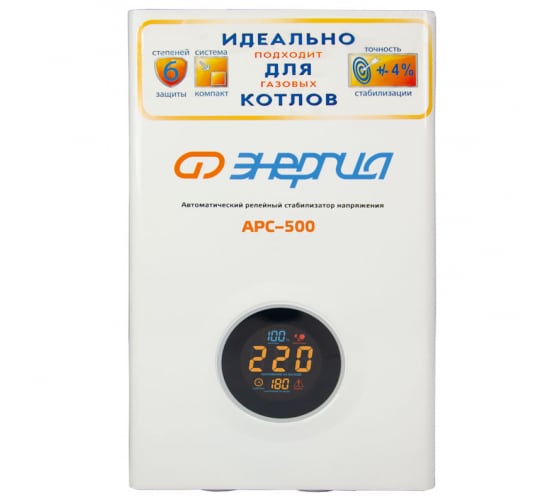 ИДЕАЛЬНО
ПОДХОДИТ
ДЛЯ
ГАЗОВЫХ
КОТЛОВ
степеней
6
защиты
система
компакт
точность
+/- 4%
стабилизации
ЭНЕРГИЯ
Автоматический релейный стабилизатор напряжения
АРС–500
100%
220
180